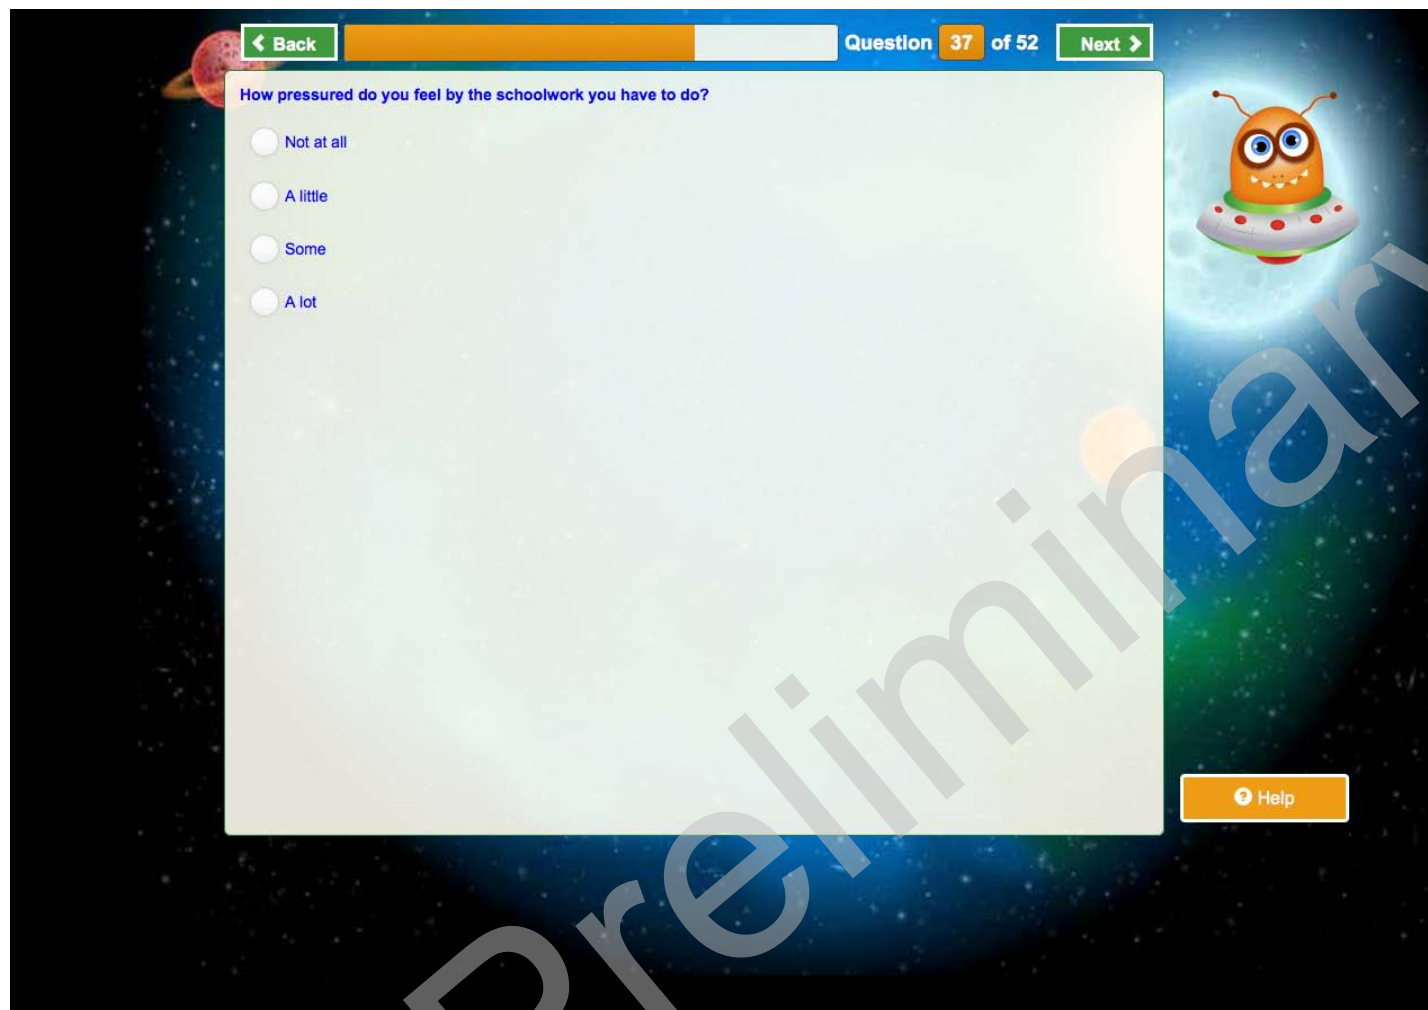 Back
Question 37 of 52
Next
How pressured do you feel by the schoolwork you have to do?
Not at all
A little
Some
A lot
Help
Preliminary